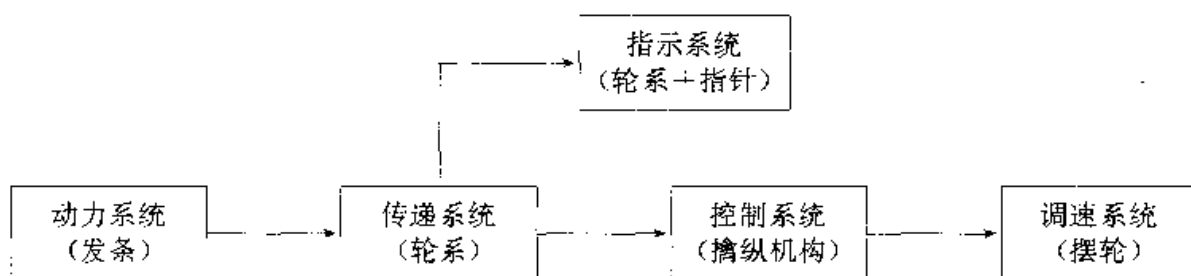 指示系统
（轮系＋指针）
动力系统
（发条）
传递系统
（轮系）
控制系统
（擒纵机构）
调速系统
（摆轮）